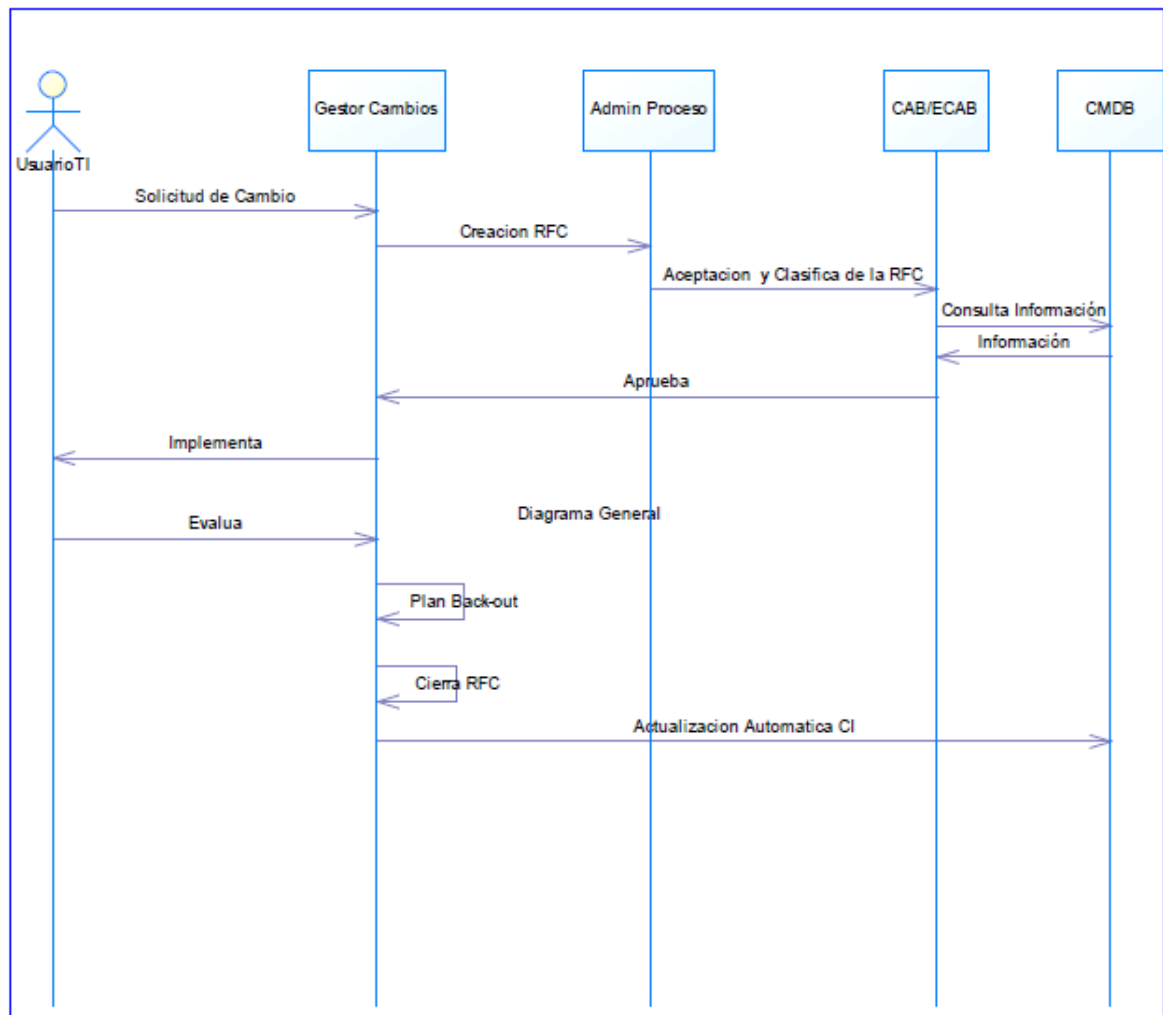 Gestor Cambios
Admin Proceso
CAB/ECAB
CMDB
UsuarioTI
Solicitud de Cambio
Creacion RFC
Aceptacion y Clasifica de la RFC
Consulta Información
Información
Aprueba
Implementa
Diagrama General
Evalua
Plan Back-out
Cierra RFC
Actualizacion Automatica CI